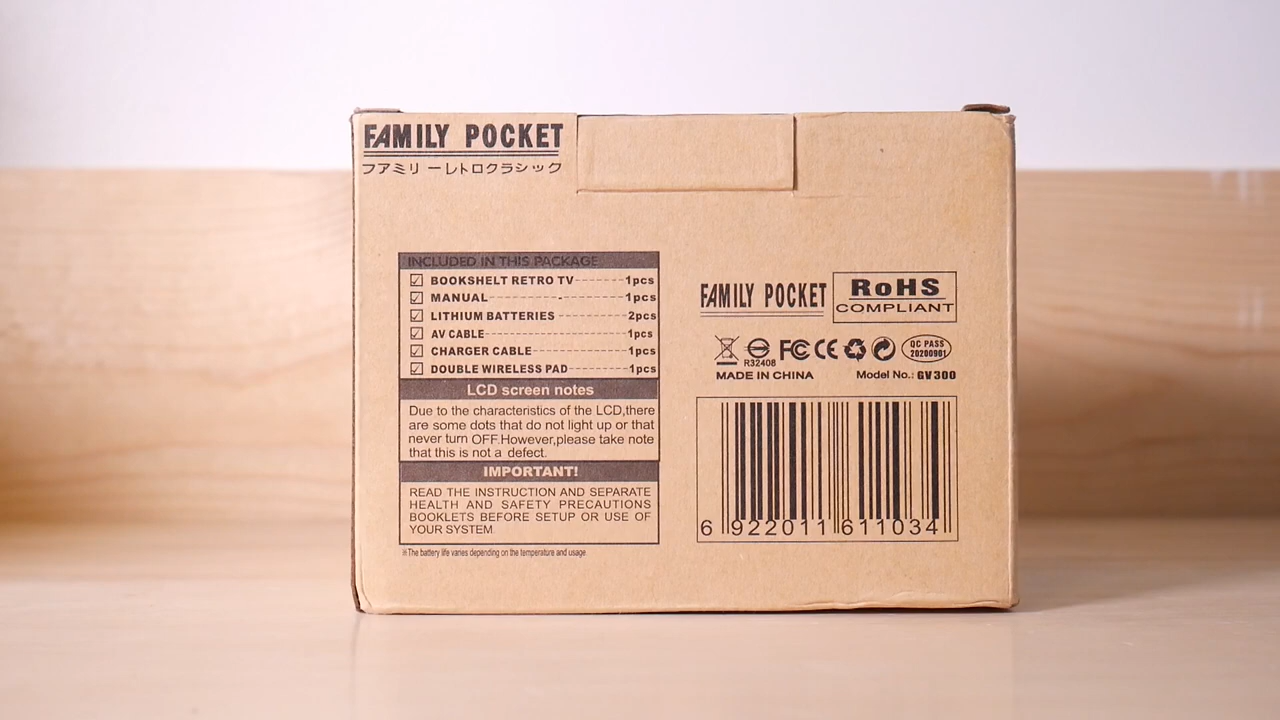 FAMILY POCKET
フアミリーレトロクラシック
INCLUDED IN THIS PACKAGE
☑ BOOKSHELT RETRO TV------------1pcs
☑ MANUAL--------------------1pcs
☑ LITHIUM BATTERIES -------------2pcs
☑ AV CABLE-------------------------1pcs
☑ CHARGER CABLE-----------------1pcs
☑ DOUBLE WIRELESS PAD-----------1pcs
LCD screen notes
Due to the characteristics of the LCD,there
are some dots that do not light up or that
never turn OFF.However,please take note
that this is not a defect.
IMPORTANT!
READ THE INSTRUCTION AND SEPARATE
HEALTH AND SAFETY PRECAUTIONS
BOOKLETS BEFORE SETUP OR USE OF
YOUR SYSTEM.
※The battery life varies depending on the temperature and usage.
FAMILY POCKET
RoHS
COMPLIANT
R32408
FC CE
QC PASS
20200901
MADE IN CHINA
Model No.: GV300
6 922011 611034